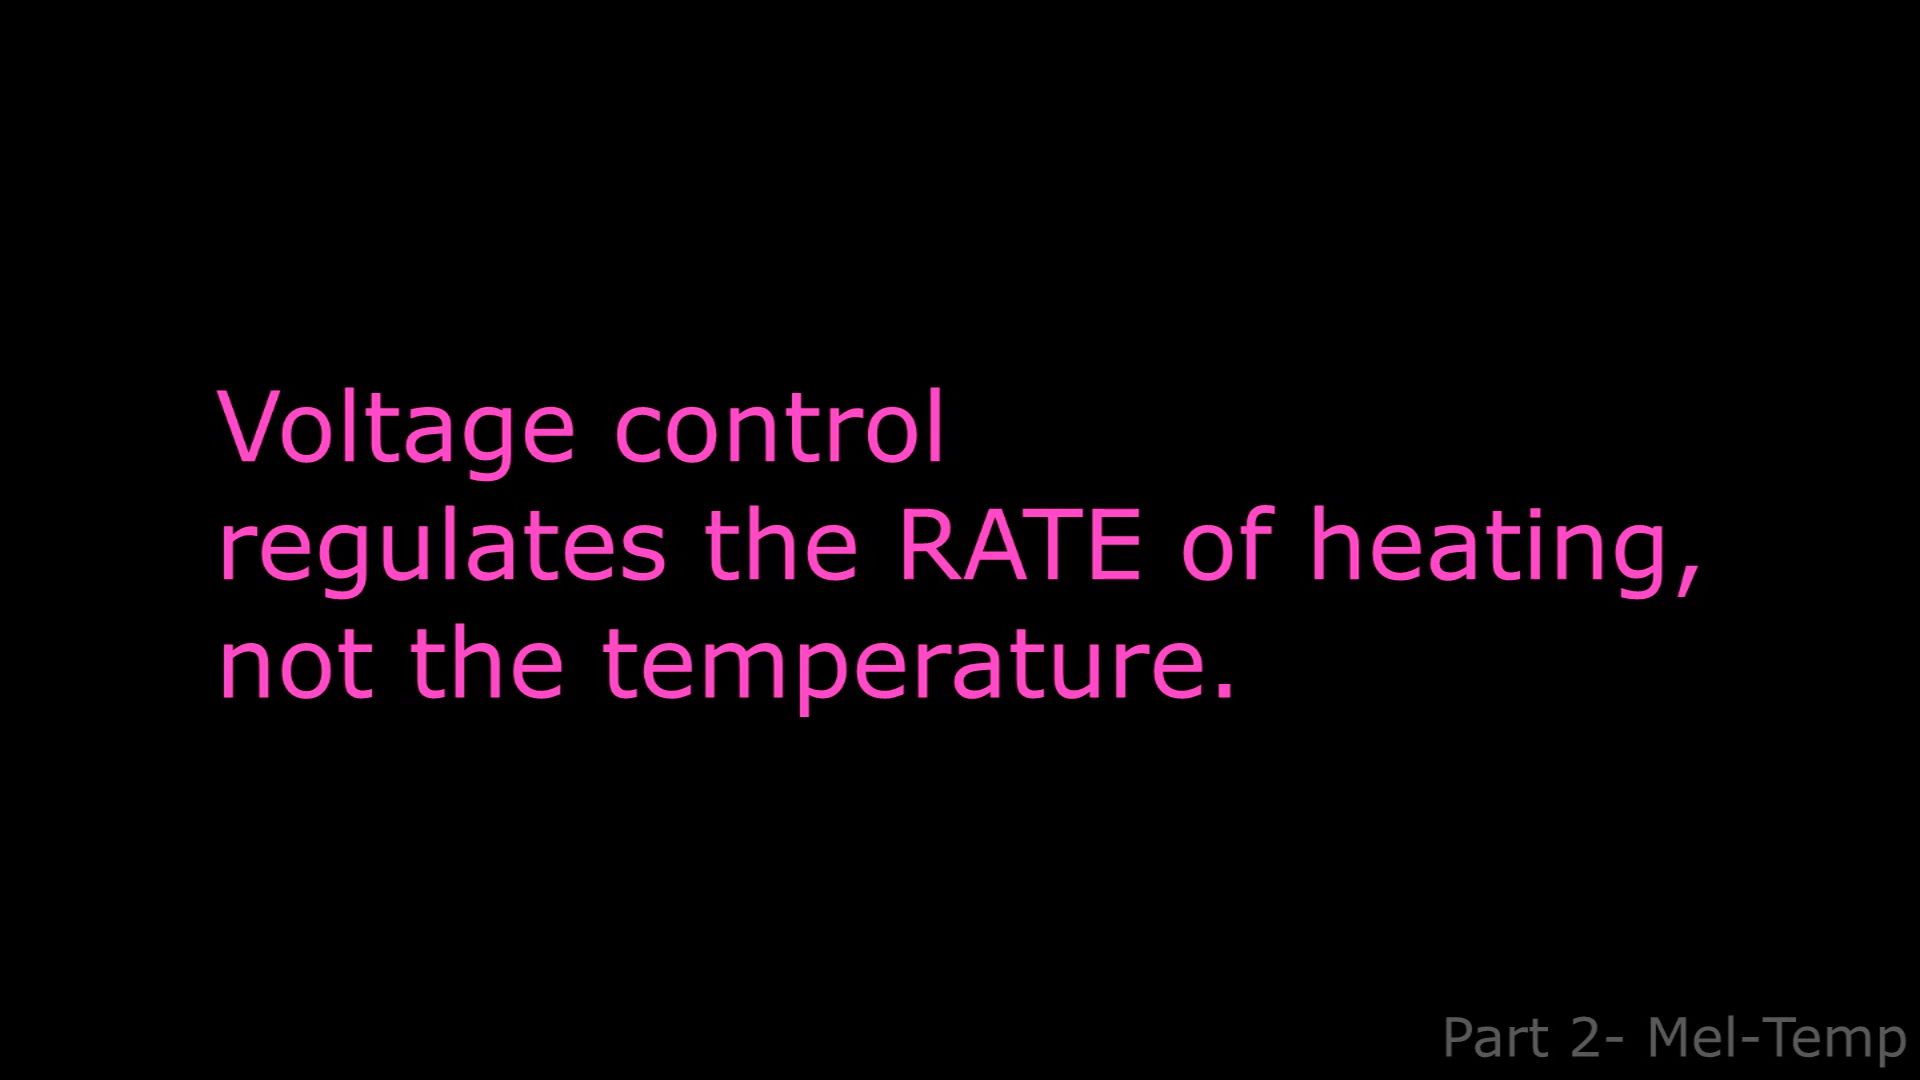 Voltage control
regulates the RATE of heating,
not the temperature.
Part 2- Mel-Temp